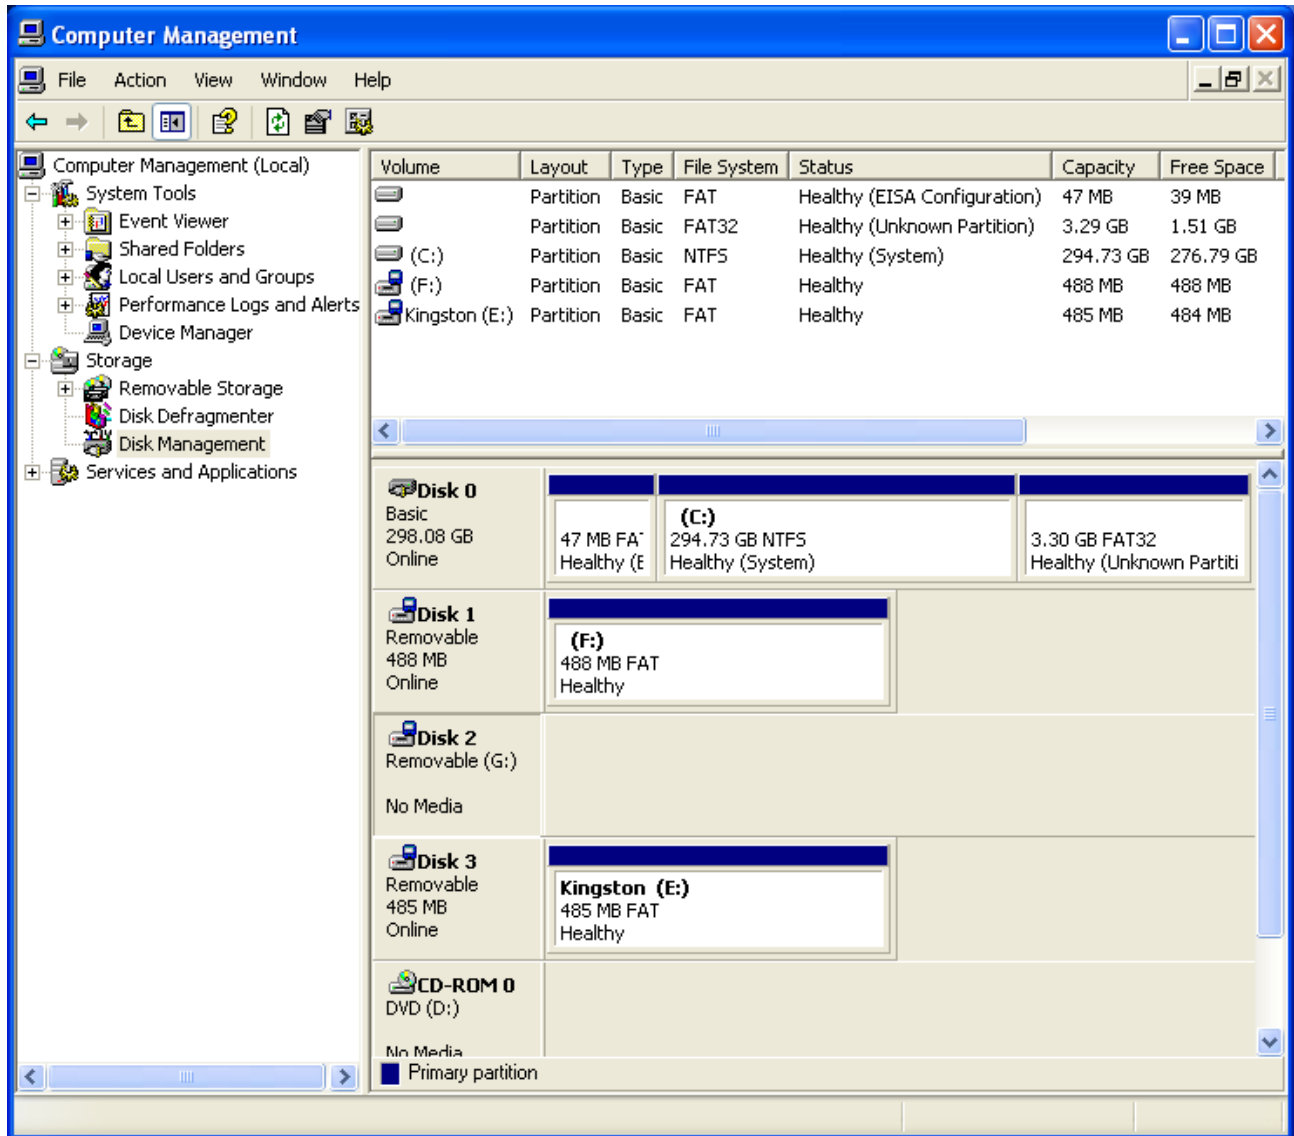 Computer Management
File Action View Window Help
Computer Management (Local)
System Tools
Event Viewer
Shared Folders
Local Users and Groups
Performance Logs and Alerts
Device Manager
Storage
Removable Storage
Disk Defragmenter
Disk Management
Services and Applications
Volume Layout Type File System Status Capacity Free Space
Partition Basic FAT Healthy (EISA Configuration) 47 MB 39 MB
Partition Basic FAT32 Healthy (Unknown Partition) 3.29 GB 1.51 GB
(C:) Partition Basic NTFS Healthy (System) 294.73 GB 276.79 GB
(F:) Partition Basic FAT Healthy 488 MB 488 MB
Kingston (E:) Partition Basic FAT Healthy 485 MB 484 MB
Disk 0
Basic
298.08 GB
Online
47 MB FA
Healthy (E
(C:)
294.73 GB NTFS
Healthy (System)
3.30 GB FAT32
Healthy (Unknown Partiti
Disk 1
Removable
488 MB
Online
(F:)
488 MB FAT
Healthy
Disk 2
Removable (G:)
No Media
Disk 3
Removable
485 MB
Online
Kingston (E:)
485 MB FAT
Healthy
CD-ROM 0
DVD (D:)
No Media
Primary partition